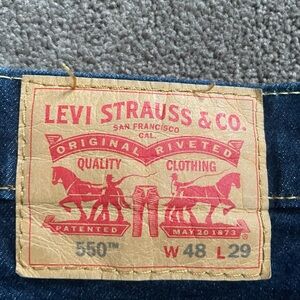 LEVI STRAUSS & CO.
SAN FRANCISCO
CAL.
ORIGINAL RIVETED
QUALITY CLOTHING
PATENTED MAY 20 1873
550™ W 48 L 29